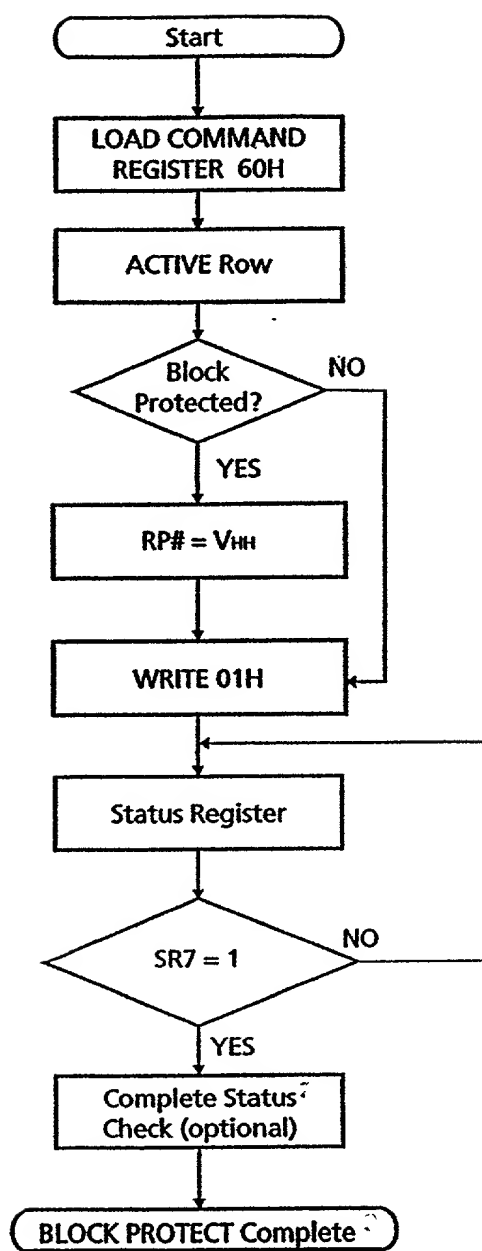 Start
LOAD COMMAND
REGISTER 60H
ACTIVE Row
Block
Protected?
NO
YES
RP# = VHH
WRITE 01H
Status Register
SR7 = 1
NO
YES
Complete Status
Check (optional)
BLOCK PROTECT Complete